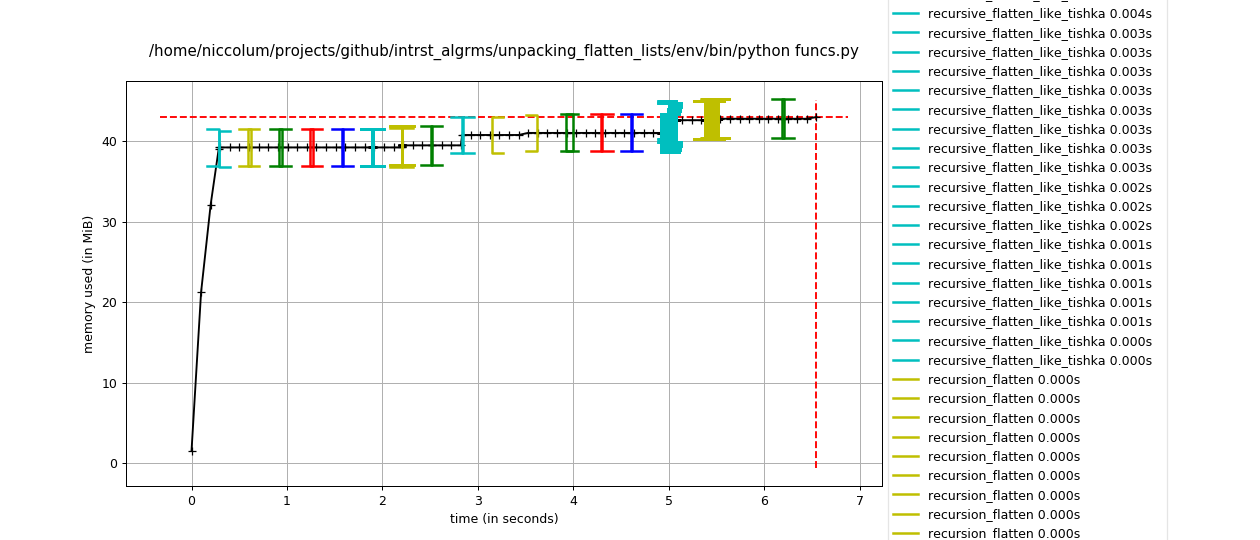 /home/niccolum/projects/github/intrst_algrms/unpacking_flatten_lists/env/bin/python funcs.py
memory used (in MiB)
40
30
20
10
0
0 1 2 3 4 5 6 7
time (in seconds)
recursive_flatten_like_tishka 0.004s
recursive_flatten_like_tishka 0.003s
recursive_flatten_like_tishka 0.003s
recursive_flatten_like_tishka 0.003s
recursive_flatten_like_tishka 0.003s
recursive_flatten_like_tishka 0.003s
recursive_flatten_like_tishka 0.003s
recursive_flatten_like_tishka 0.003s
recursive_flatten_like_tishka 0.003s
recursive_flatten_like_tishka 0.002s
recursive_flatten_like_tishka 0.002s
recursive_flatten_like_tishka 0.002s
recursive_flatten_like_tishka 0.001s
recursive_flatten_like_tishka 0.001s
recursive_flatten_like_tishka 0.001s
recursive_flatten_like_tishka 0.001s
recursive_flatten_like_tishka 0.001s
recursive_flatten_like_tishka 0.000s
recursive_flatten_like_tishka 0.000s
recursion_flatten 0.000s
recursion_flatten 0.000s
recursion_flatten 0.000s
recursion_flatten 0.000s
recursion_flatten 0.000s
recursion_flatten 0.000s
recursion_flatten 0.000s
recursion_flatten 0.000s
recursion_flatten 0.000s